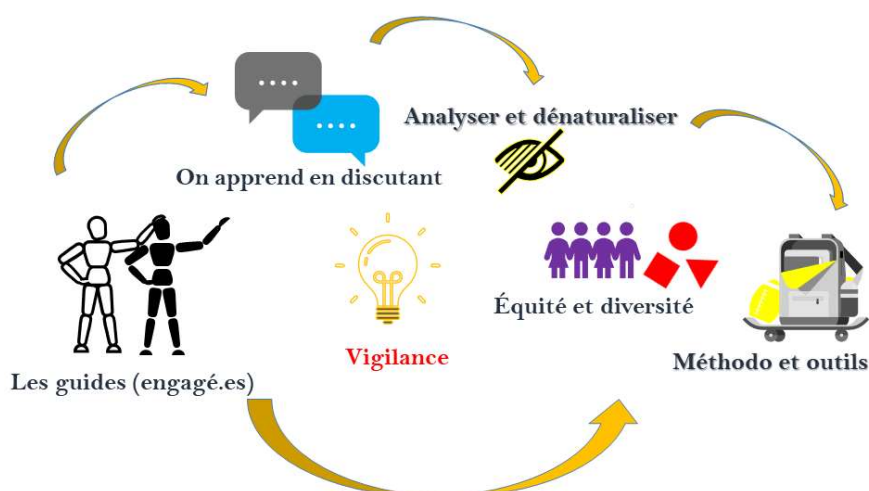 On apprend en discutant
Analyser et dénaturaliser
Les guides (engagé.es)
Vigilance
Équité et diversité
Méthodo et outils